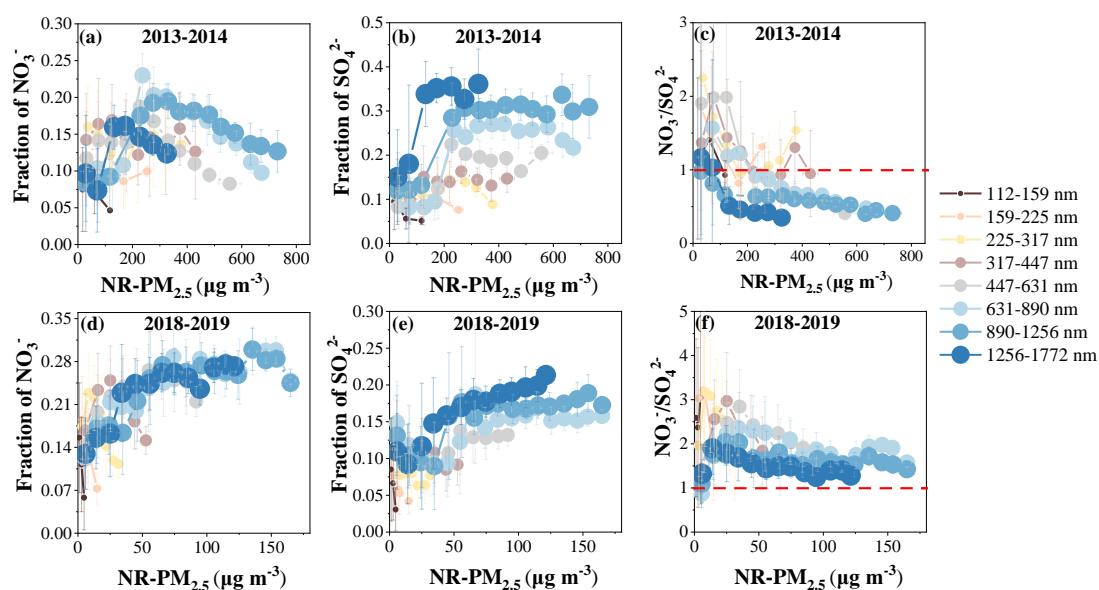 (a) 2013-2014
Fraction of NO₃⁻
0.30
0.25
0.20
0.15
0.10
0.05
0.00
0 200 400 600 800
NR-PM₂.₅ (μg m⁻³)
(b) 2013-2014
Fraction of SO₄²⁻
0.5
0.4
0.3
0.2
0.1
0.0
0 200 400 600 800
NR-PM₂.₅ (μg m⁻³)
(c) 2013-2014
NO₃⁻/SO₄²⁻
3
2
1
0
0 200 400 600 800
NR-PM₂.₅ (μg m⁻³)
112-159 nm
159-225 nm
225-317 nm
317-447 nm
447-631 nm
631-890 nm
890-1256 nm
1256-1772 nm
(d) 2018-2019
Fraction of NO₃⁻
0.35
0.28
0.21
0.14
0.07
0.00
0 50 100 150
NR-PM₂.₅ (μg m⁻³)
(e) 2018-2019
Fraction of SO₄²⁻
0.40
0.35
0.30
0.25
0.20
0.15
0.10
0.05
0.00
0 50 100 150
NR-PM₂.₅ (μg m⁻³)
(f) 2018-2019
NO₃⁻/SO₄²⁻
5
4
3
2
1
0
0 50 100 150
NR-PM₂.₅ (μg m⁻³)